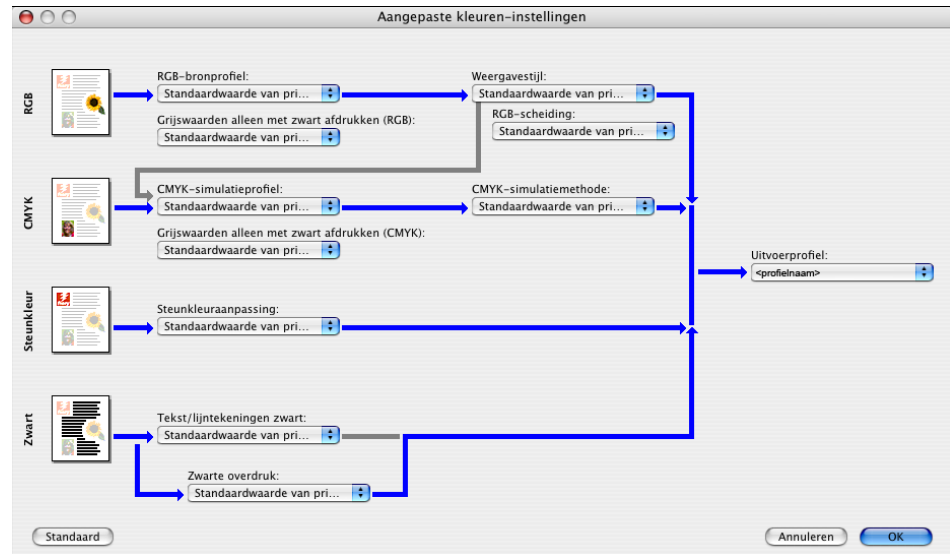 Aangepaste kleuren-instellingen
RGB
RGB-bronprofiel:
Standaardwaarde van pri...
Weergavestijl:
Standaardwaarde van pri...
Grijswaarden alleen met zwart afdrukken (RGB):
Standaardwaarde van pri...
RGB-scheiding:
Standaardwaarde van pri...
CMYK
CMYK-simulatieprofiel:
Standaardwaarde van pri...
CMYK-simulatiemethode:
Standaardwaarde van pri...
Grijswaarden alleen met zwart afdrukken (CMYK):
Standaardwaarde van pri...
Uitvoerprofiel:
<profielnaam>
Steunkleur
Steunkleuraanpassing:
Standaardwaarde van pri...
Zwart
Tekst/lijntekeningen zwart:
Standaardwaarde van pri...
Zwarte overdruk:
Standaardwaarde van pri...
Standaard
Annuleren
OK